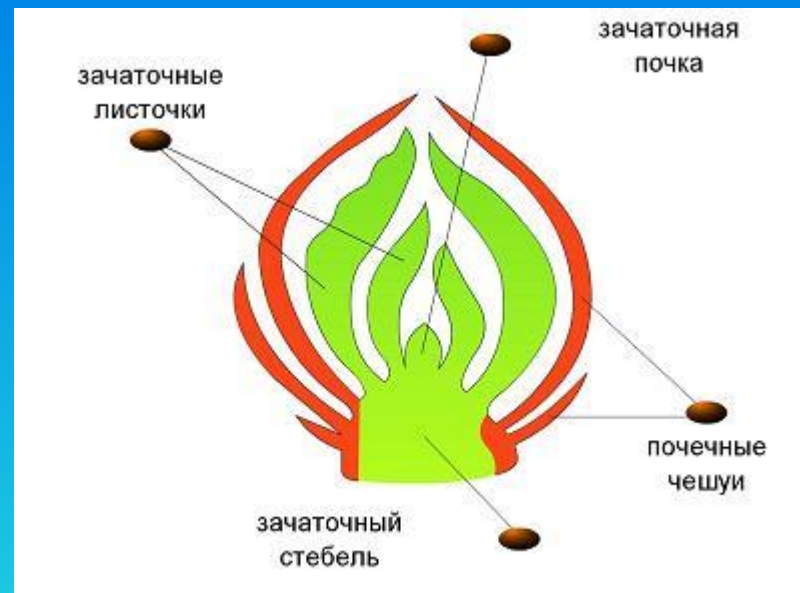 зачаточная
почка
зачаточные
листочки
почечные
чешуи
зачаточный
стебель